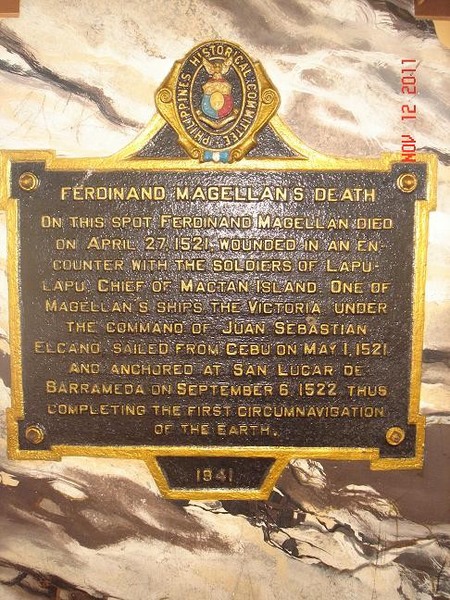 PHILIPPINES HISTORICAL COMMITTEE
NOV 12 2011
FERDINAND MAGELLAN'S DEATH
ON THIS SPOT FERDINAND MAGELLAN DIED
ON APRIL 27, 1521, WOUNDED IN AN EN-
COUNTER WITH THE SOLDIERS OF LAPU-
LAPU, CHIEF OF MACTAN ISLAND. ONE OF
MAGELLAN'S SHIPS, THE VICTORIA, UNDER
THE COMMAND OF JUAN SEBASTIAN
ELCANO, SAILED FROM CEBU ON MAY 1, 1521,
AND ANCHORED AT SAN LUCAR DE
BARRAMEDA ON SEPTEMBER 6, 1522, THUS
COMPLETING THE FIRST CIRCUMNAVIGATION
OF THE EARTH.
1941